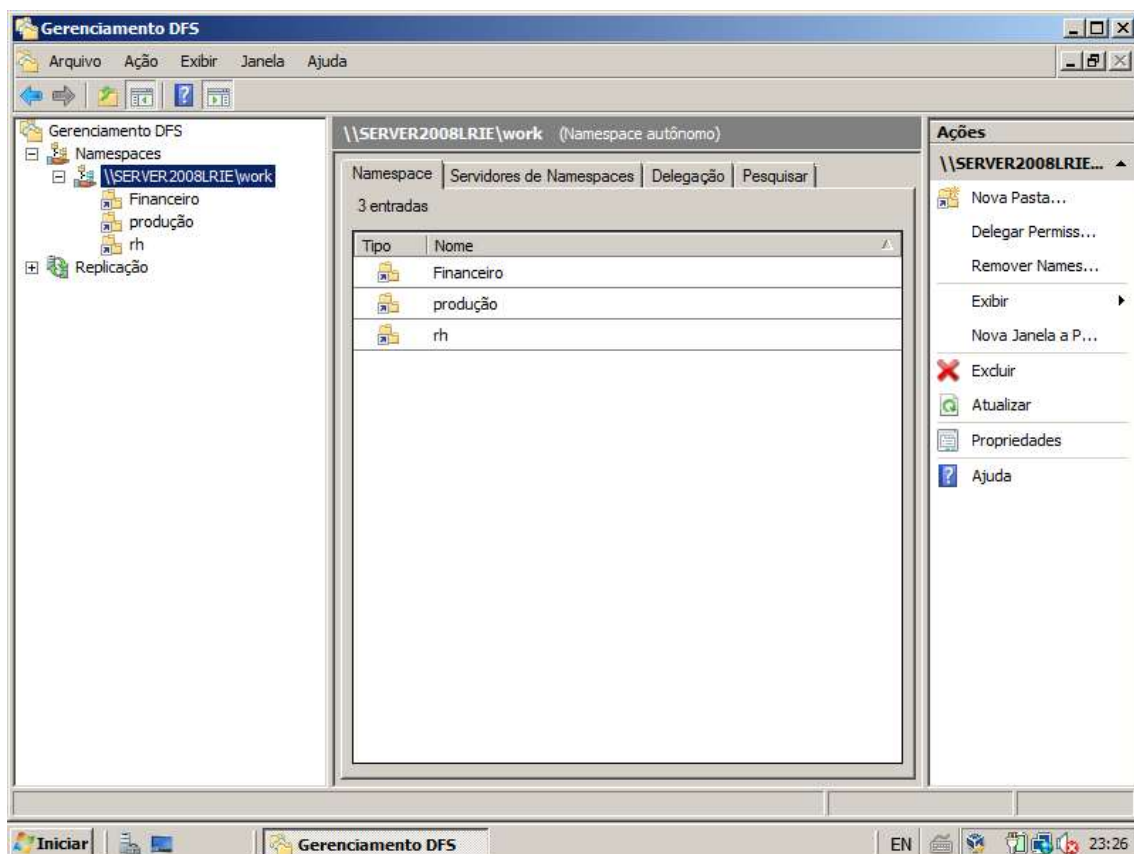 Gerenciamento DFS
Arquivo Ação Exibir Janela Ajuda
Gerenciamento DFS
Namespaces
\\SERVER2008LRIE\work
Financeiro
produção
rh
Replicação
\\SERVER2008LRIE\work (Namespace autônomo)
Namespace Servidores de Namespaces Delegação Pesquisar
3 entradas
Tipo Nome
Financeiro
produção
rh
Ações
\\SERVER2008LRIE...
Nova Pasta...
Delegar Permiss...
Remover Names...
Exibir
Nova Janela a P...
Excluir
Atualizar
Propriedades
Ajuda
Iniciar Gerenciamento DFS EN 23:26